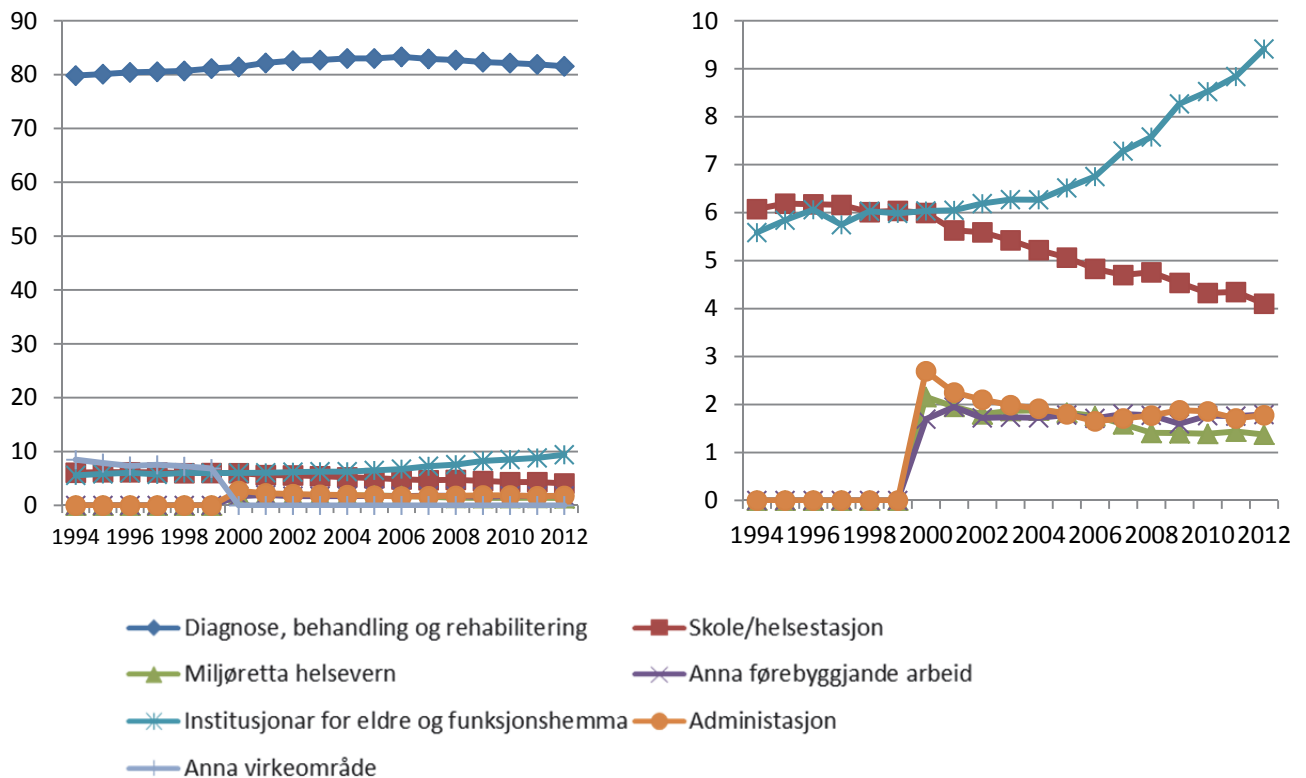 90
80
70
60
50
40
30
20
10
0
1994 1996 1998 2000 2002 2004 2006 2008 2010 2012
10
9
8
7
6
5
4
3
2
1
0
1994 1996 1998 2000 2002 2004 2006 2008 2010 2012
Diagnose, behandling og rehabilitering
Skole/helsestasjon
Miljøretta helsevern
Anna førebyggjande arbeid
Institusjonar for eldre og funksjonshemma
Administasjon
Anna virkeområde